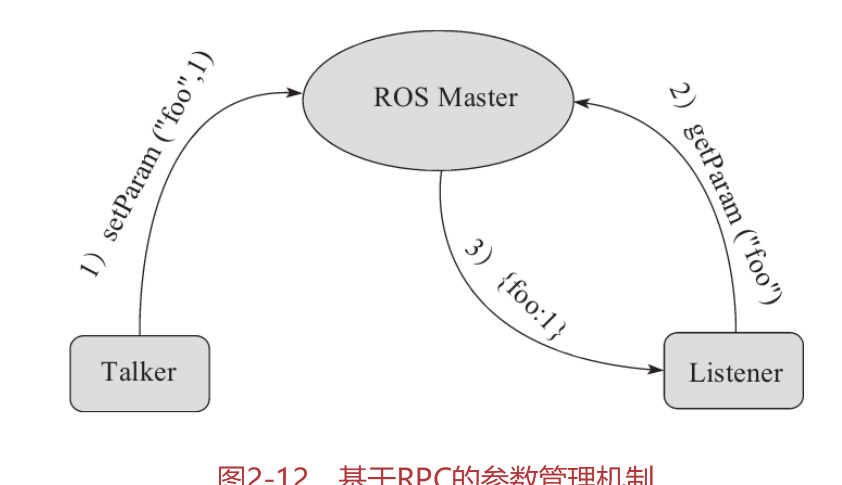 ROS Master
1）setParam ("foo",1)
2）getParam ("foo")
3）{foo:1}
Talker
Listener
图2-12 基于RPC的参数管理机制